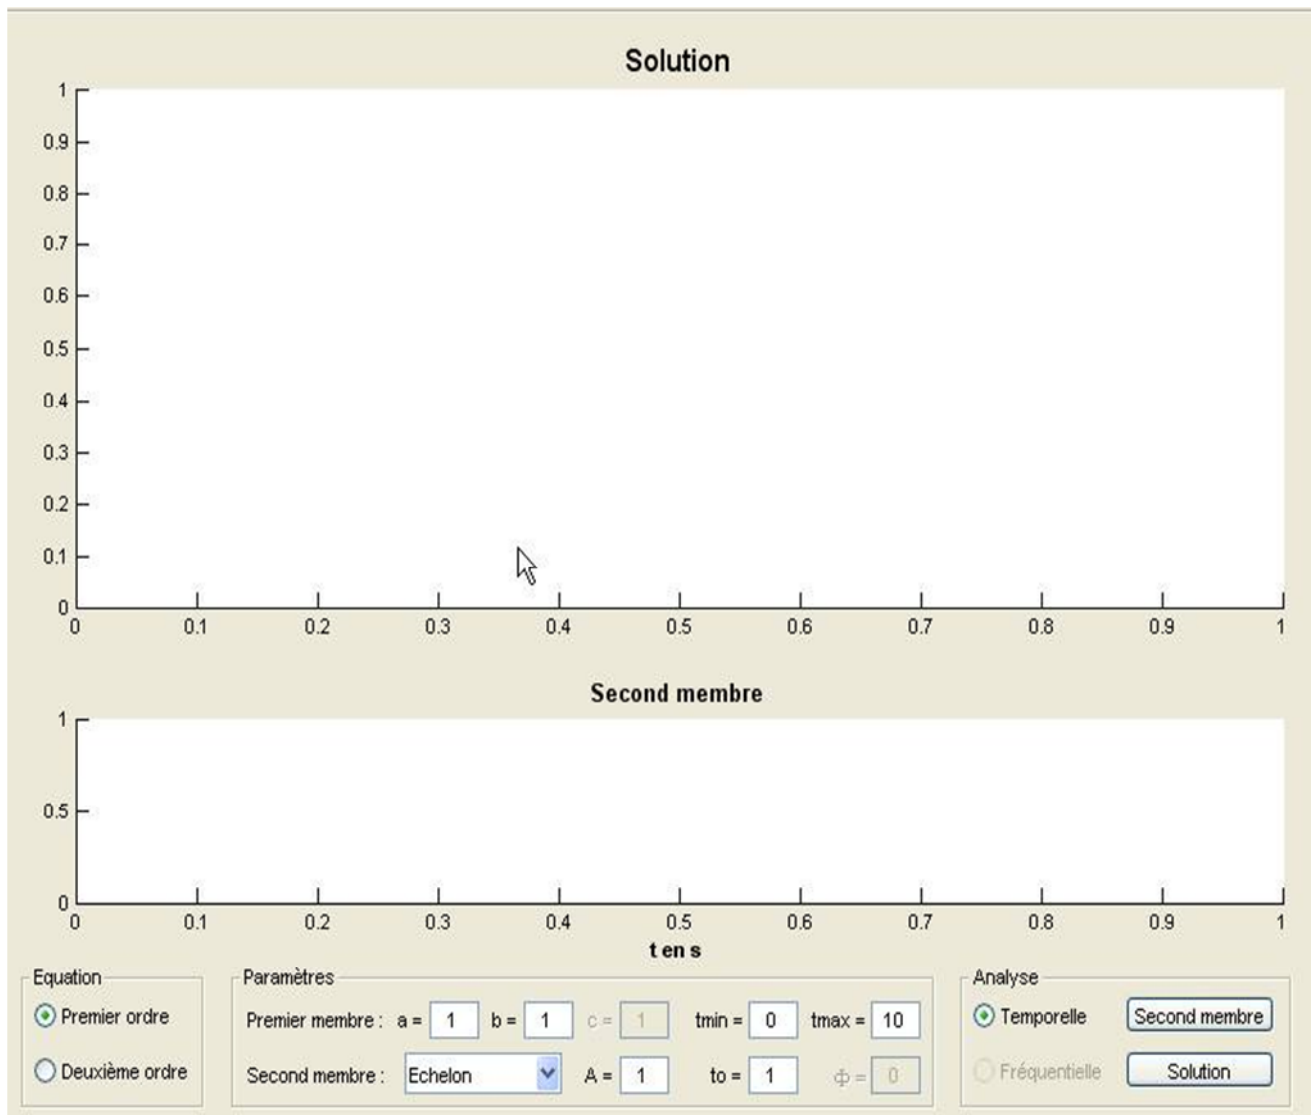 Solution
1
0.9
0.8
0.7
0.6
0.5
0.4
0.3
0.2
0.1
0
0 0.1 0.2 0.3 0.4 0.5 0.6 0.7 0.8 0.9 1
Second membre
1
0.5
0
0 0.1 0.2 0.3 0.4 0.5 0.6 0.7 0.8 0.9 1
t en s
Equation
Premier ordre
Deuxième ordre
Paramètres
Premier membre : a = 1 b = 1 c = 1 tmin = 0 tmax = 10
Second membre : Echelon A = 1 to = 1 ф = 0
Analyse
Temporelle Second membre
Fréquentielle Solution